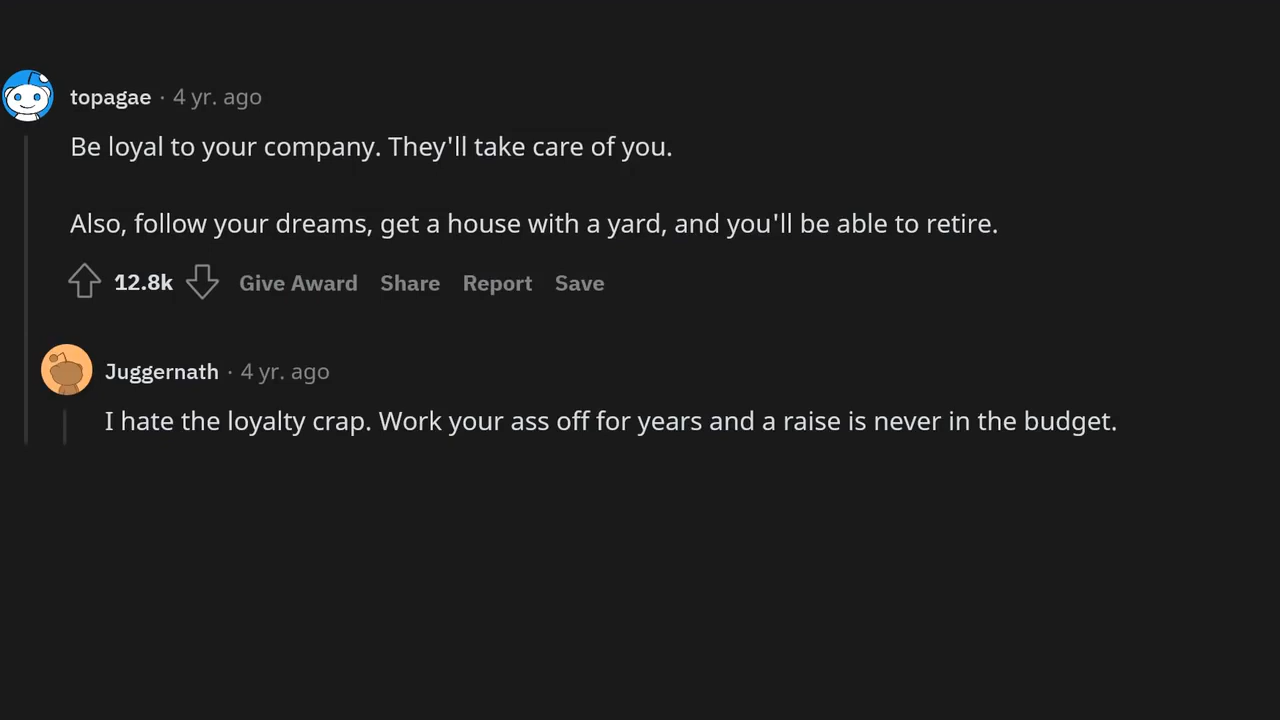 topagae · 4 yr. ago
Be loyal to your company. They'll take care of you.
Also, follow your dreams, get a house with a yard, and you'll be able to retire.
12.8k Give Award Share Report Save
Juggernath · 4 yr. ago
I hate the loyalty crap. Work your ass off for years and a raise is never in the budget.